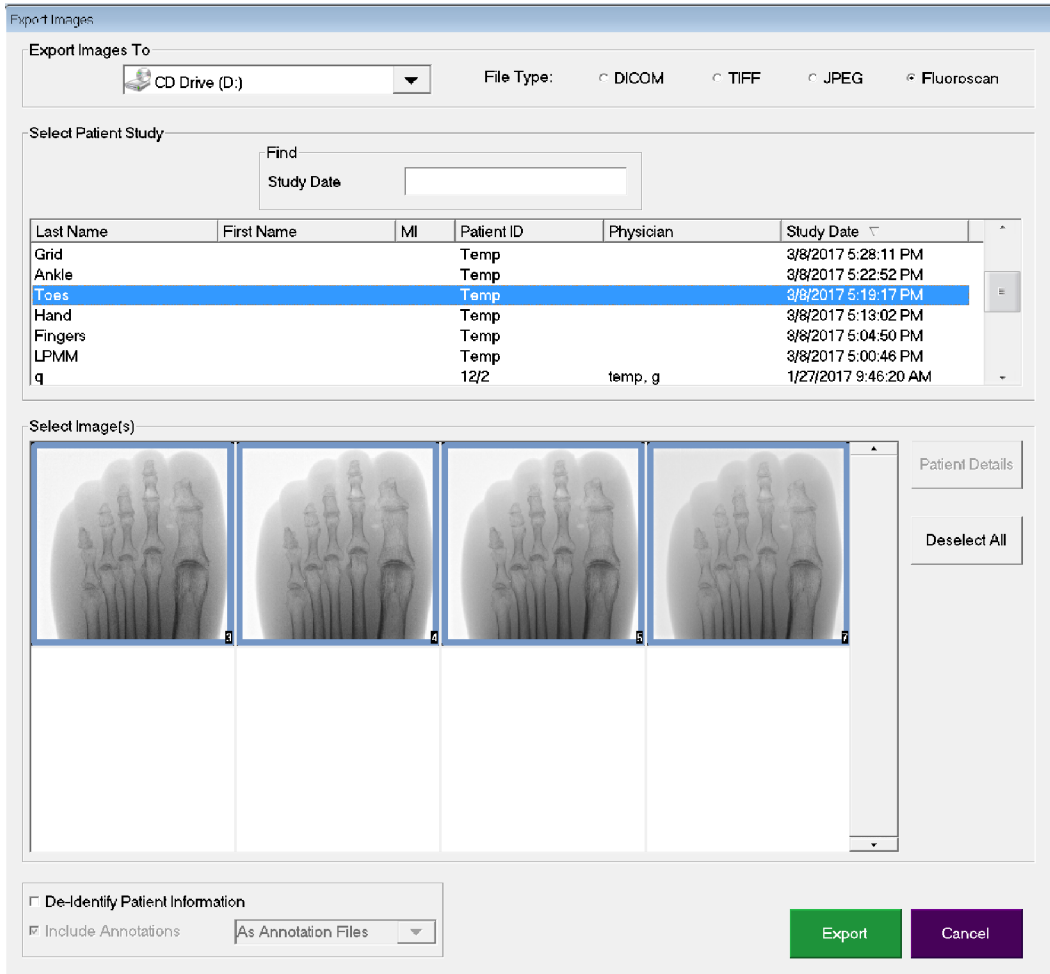 Export Images
Export Images To
CD Drive (D:)
File Type: DICOM TIFF JPEG Fluoroscan
Select Patient Study
Find
Study Date
Last Name First Name MI Patient ID Physician Study Date
Grid Temp 3/8/2017 5:28:11 PM
Ankle Temp 3/8/2017 5:22:52 PM
Toes Temp 3/8/2017 5:19:17 PM
Hand Temp 3/8/2017 5:13:02 PM
Fingers Temp 3/8/2017 5:04:50 PM
LPMM Temp 3/8/2017 5:00:46 PM
q 12/2 temp, g 1/27/2017 9:46:20 AM
Select Image(s)
Patient Details
Deselect All
3 4 5 7
De-Identify Patient Information
Include Annotations As Annotation Files
Export Cancel